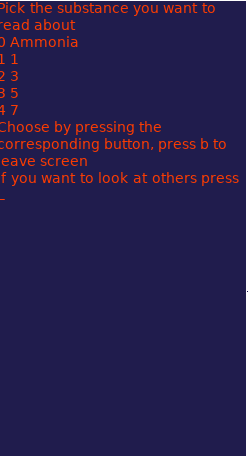 Pick the substance you want to
read about
0 Ammonia
1 1
2 3
3 5
4 7
Choose by pressing the
corresponding button, press b to
leave screen
If you want to look at others press
_